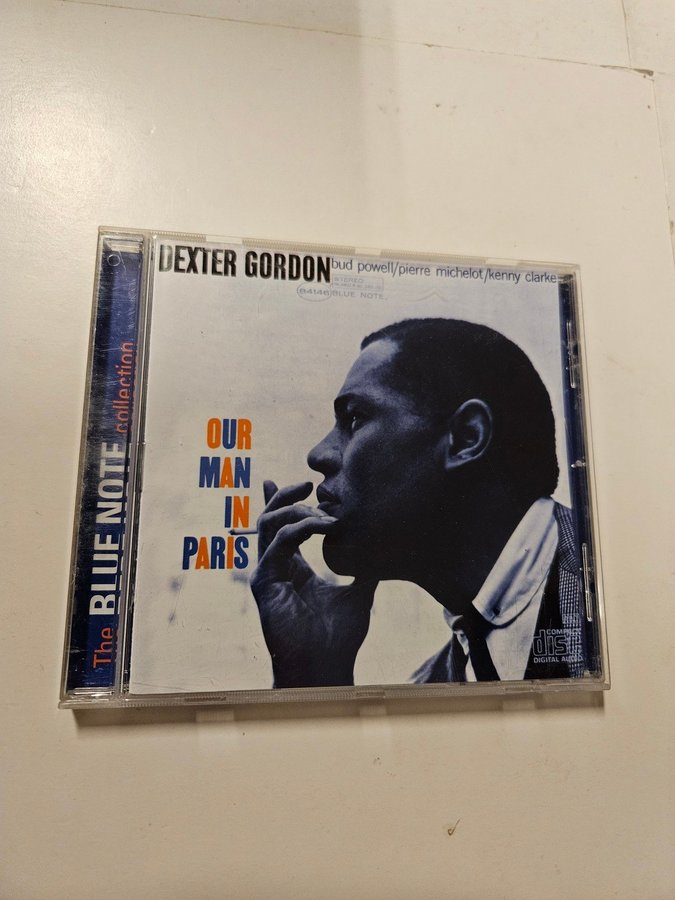 The BLUE NOTE collection
DEXTER GORDON bud powell/pierre michelot/kenny clarke
STEREO
84146 BLUE NOTE
OUR
MAN
IN
PARIS
COMPACT
disc
DIGITAL AUDIO